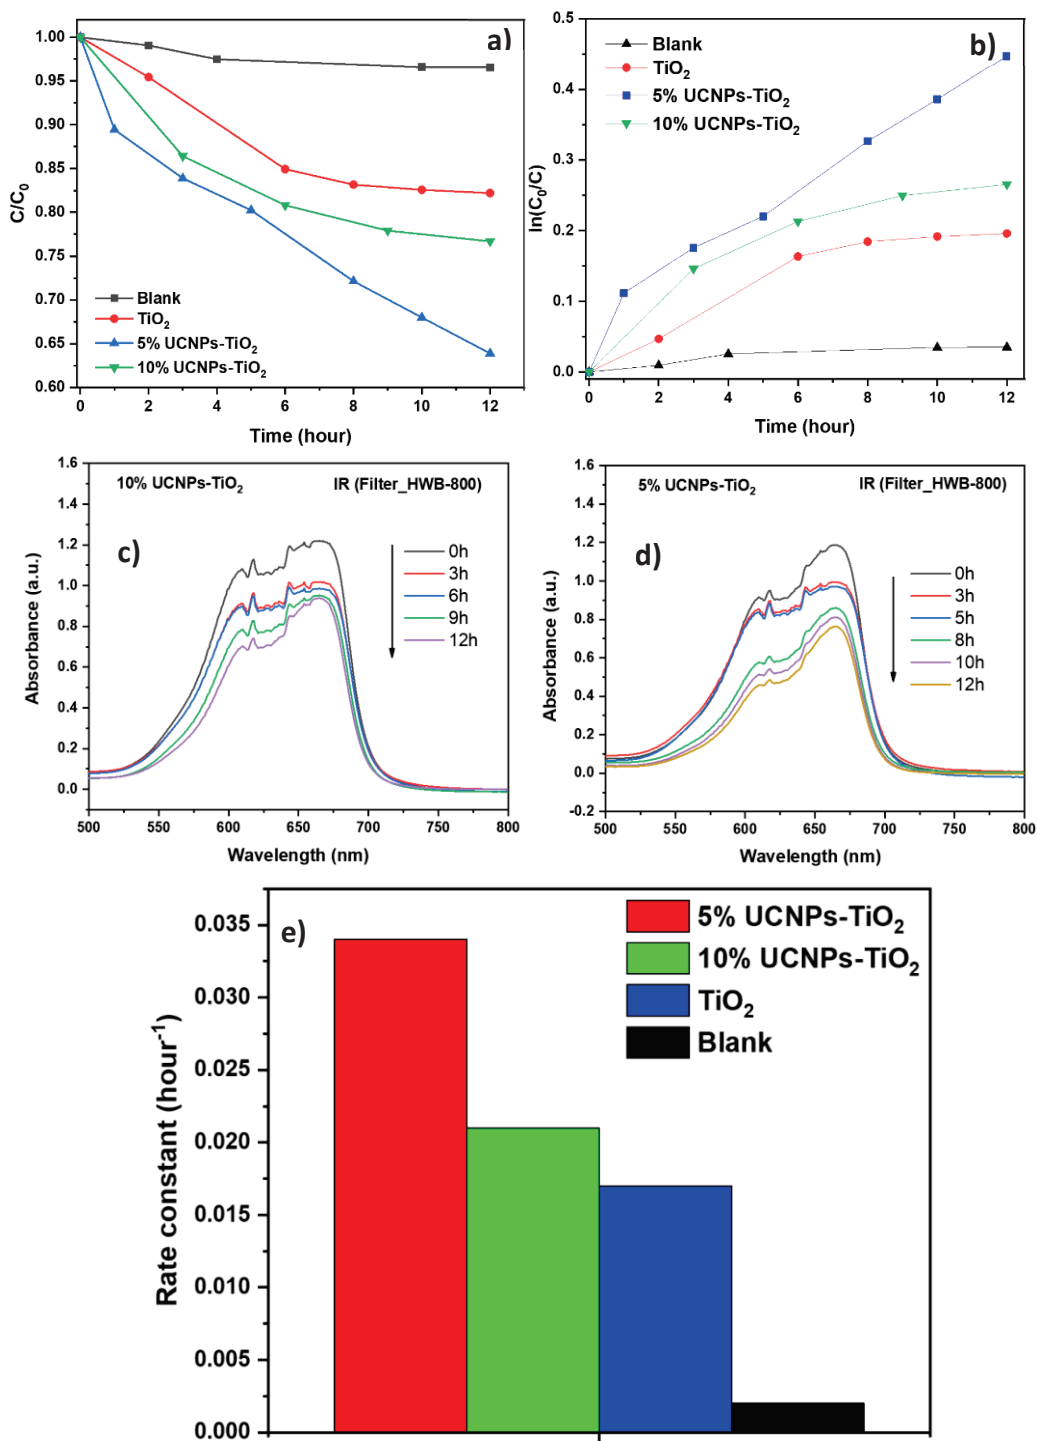 a)
1.00
0.95
0.90
0.85
0.80
0.75
0.70
0.65
0.60
C/C₀
Blank
TiO₂
5% UCNPs-TiO₂
10% UCNPs-TiO₂
0 2 4 6 8 10 12
Time (hour)
b)
0.5
0.4
0.3
0.2
0.1
0.0
ln(C₀/C)
Blank
TiO₂
5% UCNPs-TiO₂
10% UCNPs-TiO₂
0 2 4 6 8 10 12
Time (hour)
1.6
1.4
1.2
1.0
0.8
0.6
0.4
0.2
0.0
Absorbance (a.u.)
10% UCNPs-TiO₂ IR (Filter_HWB-800)
c)
0h
3h
6h
9h
12h
500 550 600 650 700 750 800
Wavelength (nm)
1.6
1.4
1.2
1.0
0.8
0.6
0.4
0.2
0.0
-0.2
Absorbance (a.u.)
5% UCNPs-TiO₂ IR (Filter_HWB-800)
d)
0h
3h
5h
8h
10h
12h
500 550 600 650 700 750 800
Wavelength (nm)
e)
0.035
0.030
0.025
0.020
0.015
0.010
0.005
0.000
Rate constant (hour⁻¹)
5% UCNPs-TiO₂
10% UCNPs-TiO₂
TiO₂
Blank